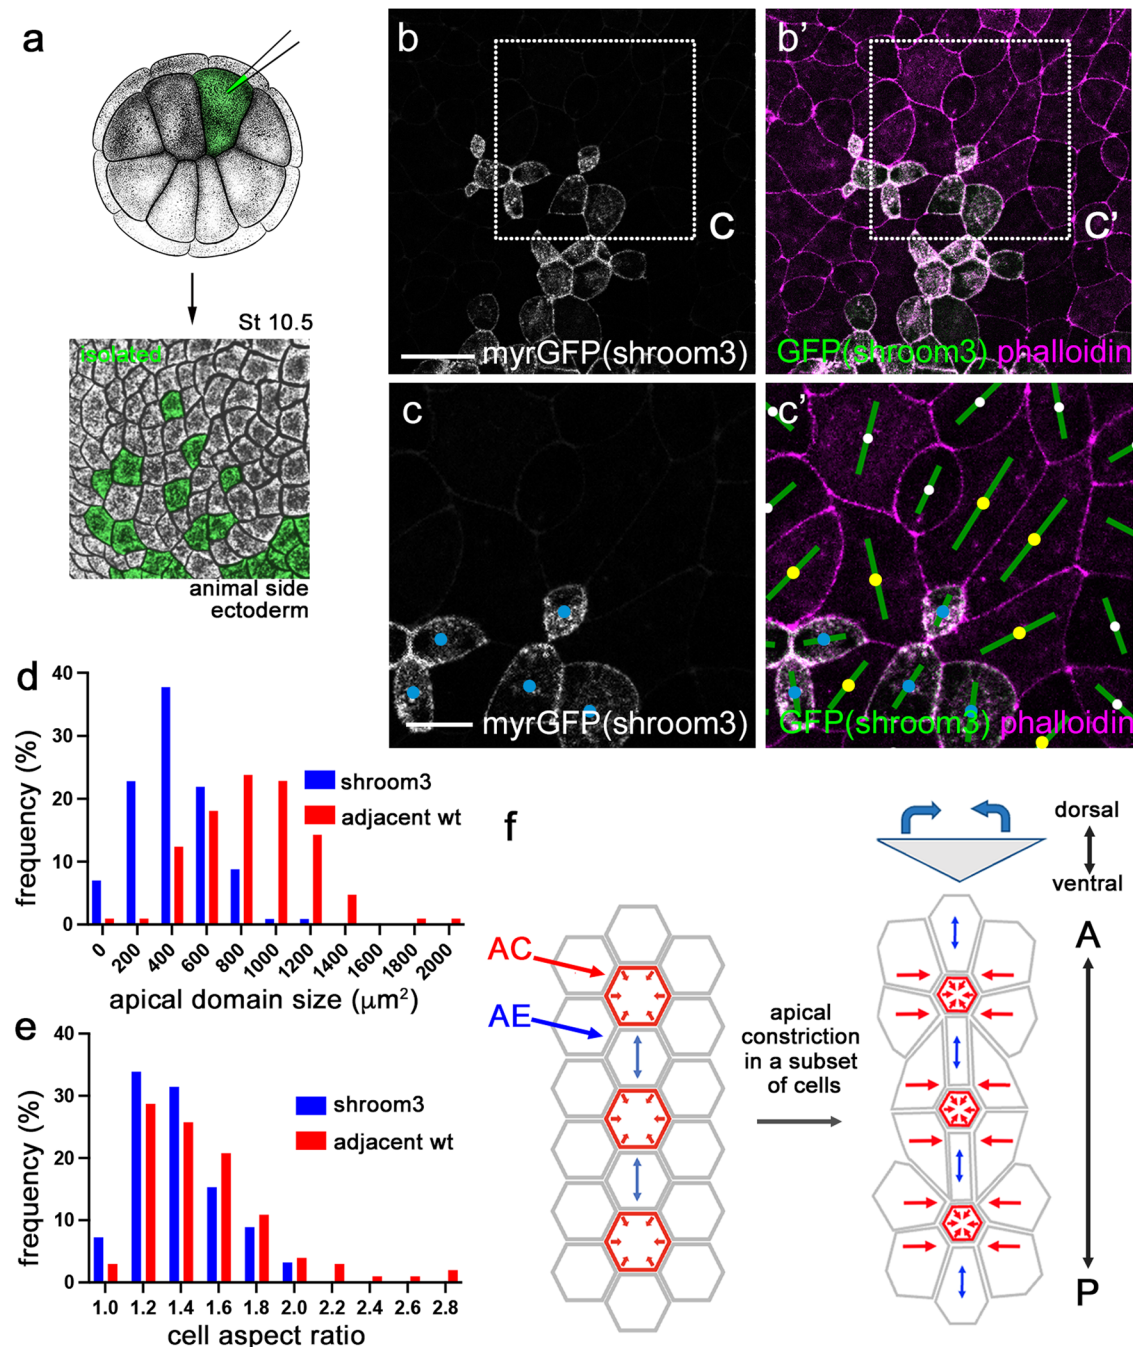 a
St 10.5
isolated
animal side
ectoderm
b
C
myrGFP(shroom3)
b’
C’
GFP(shroom3) phalloidin
c
myrGFP(shroom3)
c’
GFP(shroom3) phalloidin
d
frequency (%)
40
30
20
10
0
shroom3
adjacent wt
0 200 400 600 800 1000 1200 1400 1600 1800 2000
apical domain size (µm²)
e
frequency (%)
40
30
20
10
0
shroom3
adjacent wt
1.0 1.2 1.4 1.6 1.8 2.0 2.2 2.4 2.6 2.8
cell aspect ratio
f
AC
AE
apical
constriction
in a subset
of cells
dorsal
ventral
A
P